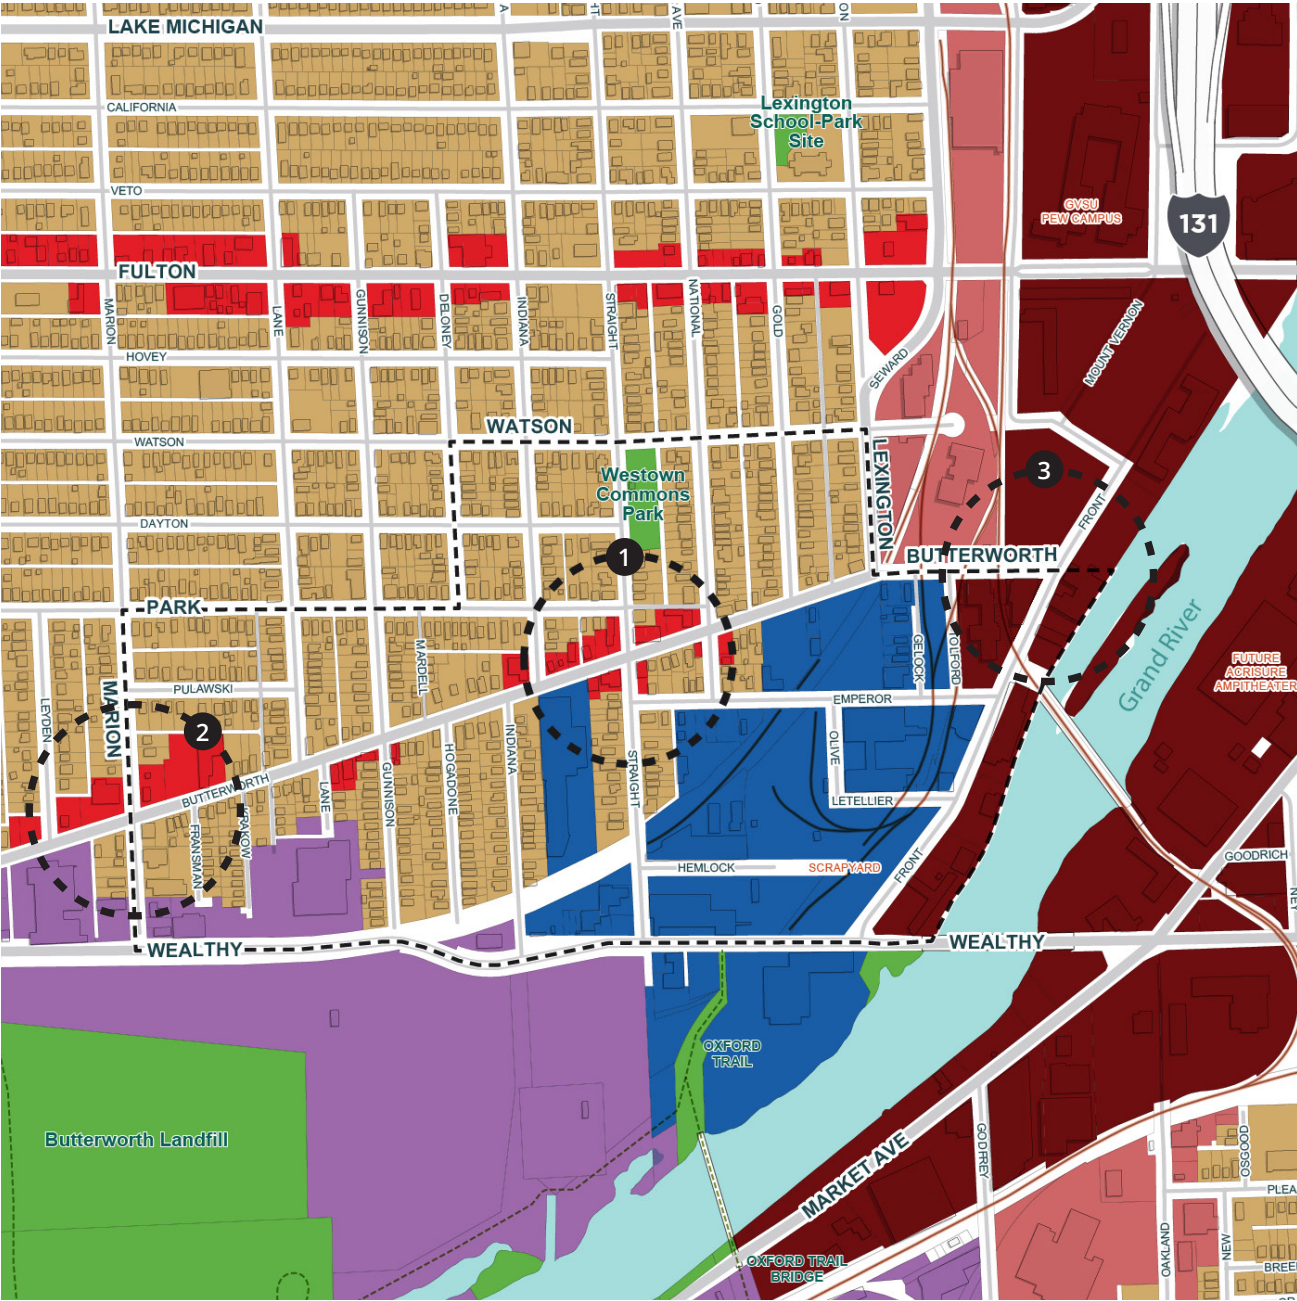 LAKE MICHIGAN
AVE
CALIFORNIA
Lexington
School-Park
Site
VETO
GVSU
PEW CAMPUS
131
FULTON
MARION
LANE
GUNNISON
DELONEY
INDIANA
STRAIGHT
NATIONAL
GOLD
SEWARD
MOUNT VERNON
HOVEY
WATSON
WATSON
LEXINGTON
Westown
Commons
Park
3
FRONT
DAYTON
1
BUTTERWORTH
PARK
GELOCK
TOLFORD
Grand River
MARDELL
FUTURE
ACRISURE
AMPITHEATER
PULAWSKI
MARION
LEYDEN
2
EMPEROR
OLIVE
BUTTERWORTH
LANE
GUNNISON
HOGADONE
INDIANA
STRAIGHT
LETELLIER
FRANSMAN
KRAKOW
HEMLOCK
SCRAPYARD
FRONT
GOODRICH
WEALTHY
WEALTHY
OXFORD
TRAIL
Butterworth Landfill
MARKET AVE
GODFREY
OSGOOD
PLEA
OAKLAND
NEW
BREE
OXFORD TRAIL
BRIDGE